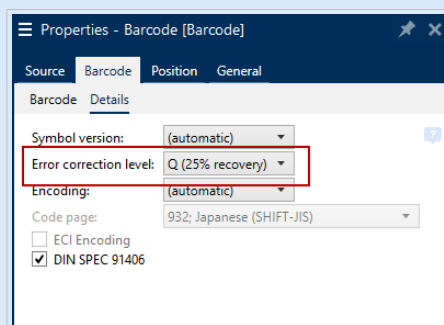 Properties - Barcode [Barcode]
Source Barcode Position General
Barcode Details
Symbol version: (automatic)
Error correction level: Q (25% recovery)
Encoding: (automatic)
Code page: 932; Japanese (SHIFT-JIS)
ECI Encoding
DIN SPEC 91406
?